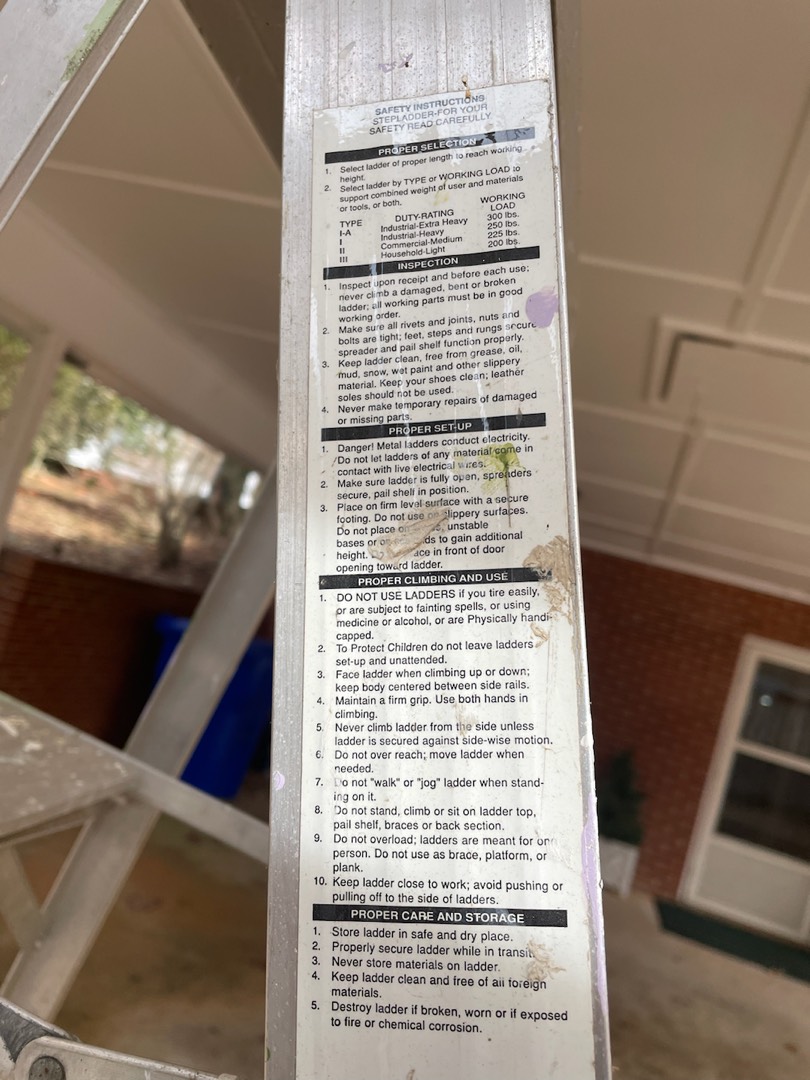 SAFETY INSTRUCTIONS
STEPLADDER-FOR YOUR
SAFETY READ CAREFULLY
PROPER SELECTION
1. Select ladder of proper length to reach working
height.
2. Select ladder by TYPE or WORKING LOAD to
support combined weight of user and materials
or tools, or both.
TYPE DUTY-RATING WORKING LOAD
I-A Industrial-Extra Heavy 300 lbs.
I Industrial-Heavy 250 lbs.
II Commercial-Medium 225 lbs.
III Household-Light 200 lbs.
INSPECTION
1. Inspect upon receipt and before each use;
never climb a damaged, bent or broken
ladder; all working parts must be in good
working order.
2. Make sure all rivets and joints, nuts and
bolts are tight; feet, steps and rungs secure
spreader and pail shelf function properly.
3. Keep ladder clean, free from grease, oil,
mud, snow, wet paint and other slippery
material. Keep your shoes clean; leather
soles should not be used.
4. Never make temporary repairs of damaged
or missing parts.
PROPER SET-UP
1. Danger! Metal ladders conduct electricity.
Do not let ladders of any material come in
contact with live electrical wires.
2. Make sure ladder is fully open, spreaders
secure, pail shelf in position.
3. Place on firm level surface with a secure
footing. Do not use on slippery surfaces.
Do not place unstable
bases or to gain additional
height. in front of door
opening toward ladder.
PROPER CLIMBING AND USE
1. DO NOT USE LADDERS if you tire easily,
or are subject to fainting spells, or using
medicine or alcohol, or are Physically handi-
capped.
2. To Protect Children do not leave ladders
set-up and unattended.
3. Face ladder when climbing up or down;
keep body centered between side rails.
4. Maintain a firm grip. Use both hands in
climbing.
5. Never climb ladder from the side unless
ladder is secured against side-wise motion.
6. Do not over reach; move ladder when
needed.
7. Do not "walk" or "jog" ladder when stand-
ing on it.
8. Do not stand, climb or sit on ladder top,
pail shelf, braces or back section.
9. Do not overload; ladders are meant for one
person. Do not use as brace, platform, or
plank.
10. Keep ladder close to work; avoid pushing or
pulling off to the side of ladders.
PROPER CARE AND STORAGE
1. Store ladder in safe and dry place.
2. Properly secure ladder while in transit.
3. Never store materials on ladder.
4. Keep ladder clean and free of all foreign
materials.
5. Destroy ladder if broken, worn or if exposed
to fire or chemical corrosion.